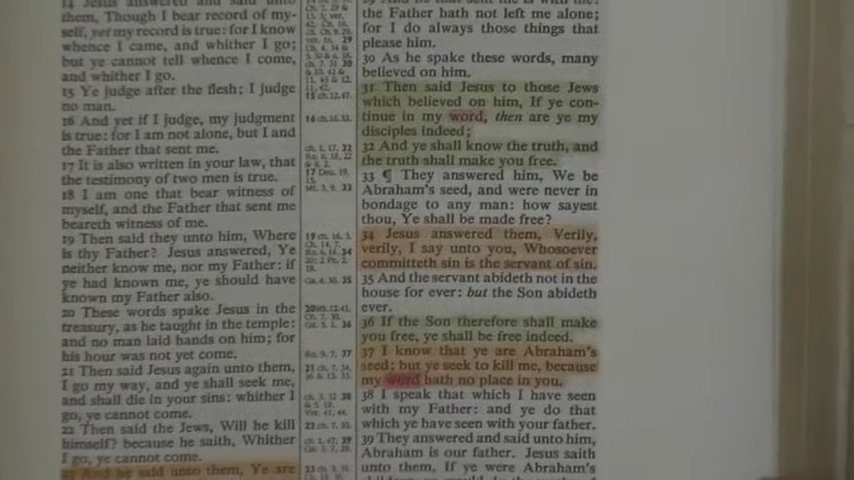 14 Jesus answered and said unto
them, Though I bear record of my-
self, yet my record is true: for I know
whence I came, and whither I go;
but ye cannot tell whence I come,
and whither I go.
15 Ye judge after the flesh; I judge
no man.
16 And yet if I judge, my judgment
is true: for I am not alone, but I and
the Father that sent me.
17 It is also written in your law, that
the testimony of two men is true.
18 I am one that bear witness of
myself, and the Father that sent me
beareth witness of me.
19 Then said they unto him, Where
is thy Father? Jesus answered, Ye
neither know me, nor my Father: if
ye had known me, ye should have
known my Father also.
20 These words spake Jesus in the
treasury, as he taught in the temple:
and no man laid hands on him; for
his hour was not yet come.
21 Then said Jesus again unto them,
I go my way, and ye shall seek me,
and shall die in your sins: whither I
go, ye cannot come.
22 Then said the Jews, Will he kill
himself? because he saith, Whither
I go, ye cannot come.
23 And he said unto them, Ye are
15 ch. 12. 47.
the Father hath not left me alone;
for I do always those things that
please him.
30 As he spake these words, many
believed on him.
31 Then said Jesus to those Jews
which believed on him, If ye con-
tinue in my word, then are ye my
disciples indeed;
32 And ye shall know the truth, and
the truth shall make you free.
33 ¶ They answered him, We be
Abraham's seed, and were never in
bondage to any man: how sayest
thou, Ye shall be made free?
34 Jesus answered them, Verily,
verily, I say unto you, Whosoever
committeth sin is the servant of sin.
35 And the servant abideth not in the
house for ever: but the Son abideth
ever.
36 If the Son therefore shall make
you free, ye shall be free indeed.
37 I know that ye are Abraham's
seed; but ye seek to kill me, because
my word hath no place in you.
38 I speak that which I have seen
with my Father: and ye do that
which ye have seen with your father.
39 They answered and said unto him,
Abraham is our father. Jesus saith
unto them, If ye were Abraham's